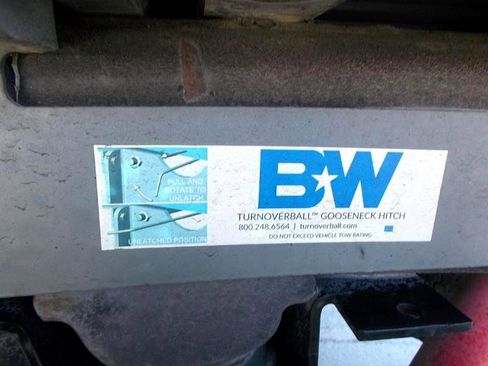 PULL AND
ROTATE TO
UNLATCH
UNLATCHED POSITION
B★W
TURNOVERBALL™ GOOSENECK HITCH
800.248.6564 | turnoverball.com
DO NOT EXCEED VEHICLE TOW RATING